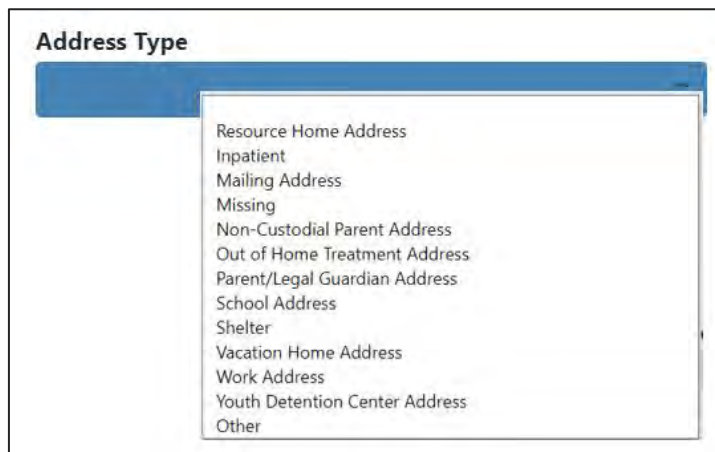 Address Type
Resource Home Address
Inpatient
Mailing Address
Missing
Non-Custodial Parent Address
Out of Home Treatment Address
Parent/Legal Guardian Address
School Address
Shelter
Vacation Home Address
Work Address
Youth Detention Center Address
Other